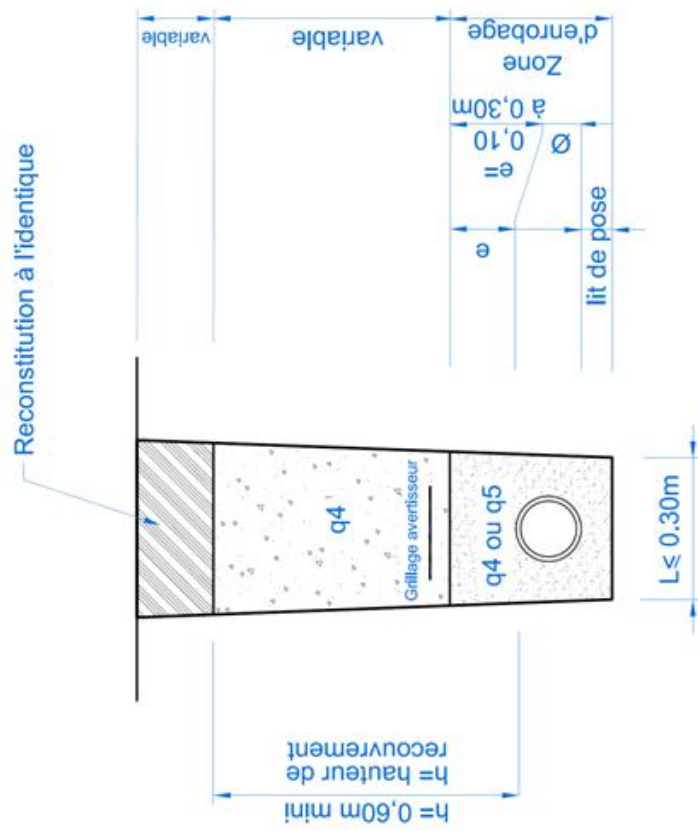 Reconstitution à l'identique
variable
variable
Zone
d'enrobage
e=
0,10
à 0,30m
e
Ø
lit de pose
q4
Grillage avertisseur
q4 ou q5
L≤ 0.30m
h= 0,60m mini
h= hauteur de
recouvrement